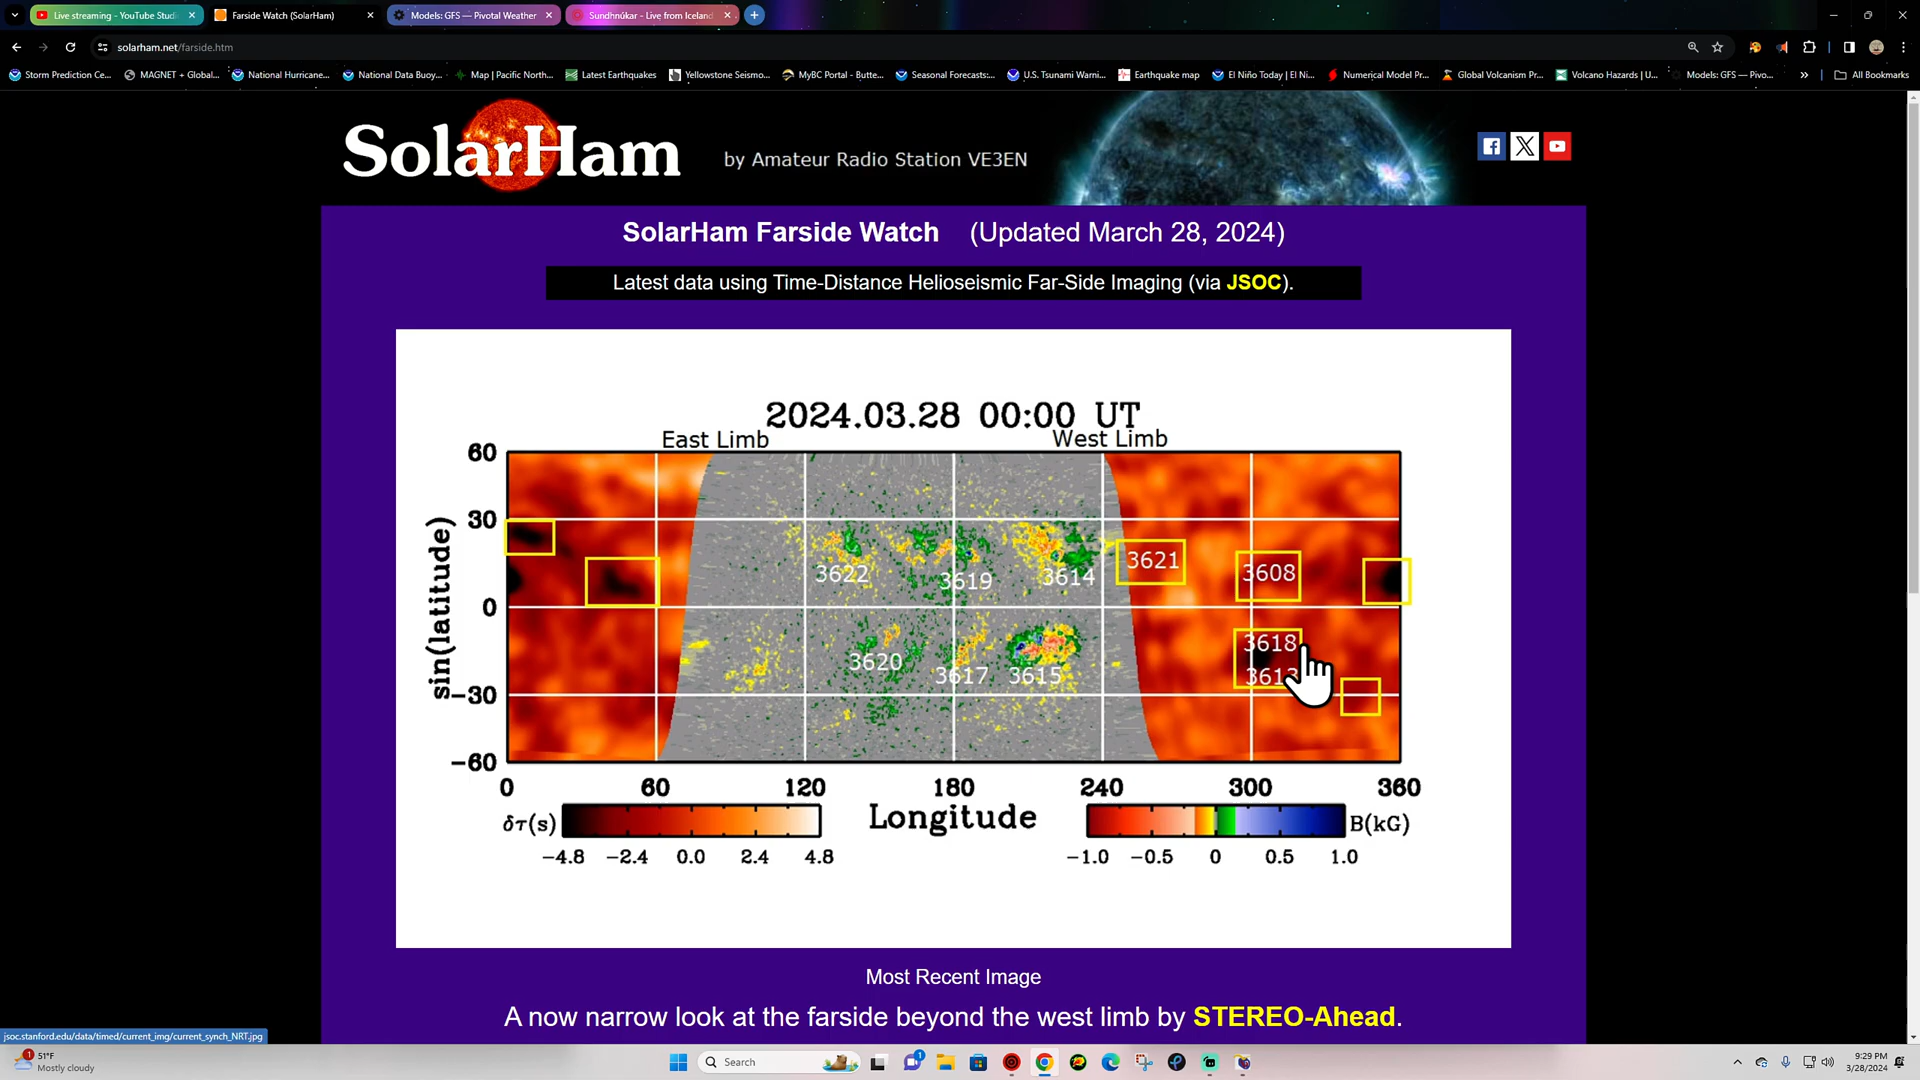 Live streaming - YouTube Studi
Farside Watch (SolarHam)
Models: GFS — Pivotal Weather
Sundhnúkar - Live from Iceland
solarham.net/farside.htm
Storm Prediction Ce...
MAGNET + Global...
National Hurricane...
National Data Buoy...
Map | Pacific North...
Latest Earthquakes
Yellowstone Seismo...
MyBC Portal - Butte...
Seasonal Forecasts:...
U.S. Tsunami Warni...
Earthquake map
El Niño Today | El Ni...
Numerical Model Pr...
Global Volcanism Pr...
Volcano Hazards | U...
Models: GFS — Pivo...
All Bookmarks
SolarHam
by Amateur Radio Station VE3EN
SolarHam Farside Watch (Updated March 28, 2024)
Latest data using Time-Distance Helioseismic Far-Side Imaging (via JSOC).
2024.03.28 00:00 UT
East Limb
West Limb
60
30
0
−30
−60
sin(latitude)
3622
3619
3614
3621
3608
3620
3617
3615
3618
3613
0
60
120
180
240
300
360
Longitude
δτ(s)
−4.8
−2.4
0.0
2.4
4.8
B(kG)
−1.0
−0.5
0
0.5
1.0
Most Recent Image
A now narrow look at the farside beyond the west limb by STEREO-Ahead.
jsoc.stanford.edu/data/timed/current_img/current_synch_NRT.jpg
1
51°F
Mostly cloudy
Search
1
9:29 PM
3/28/2024